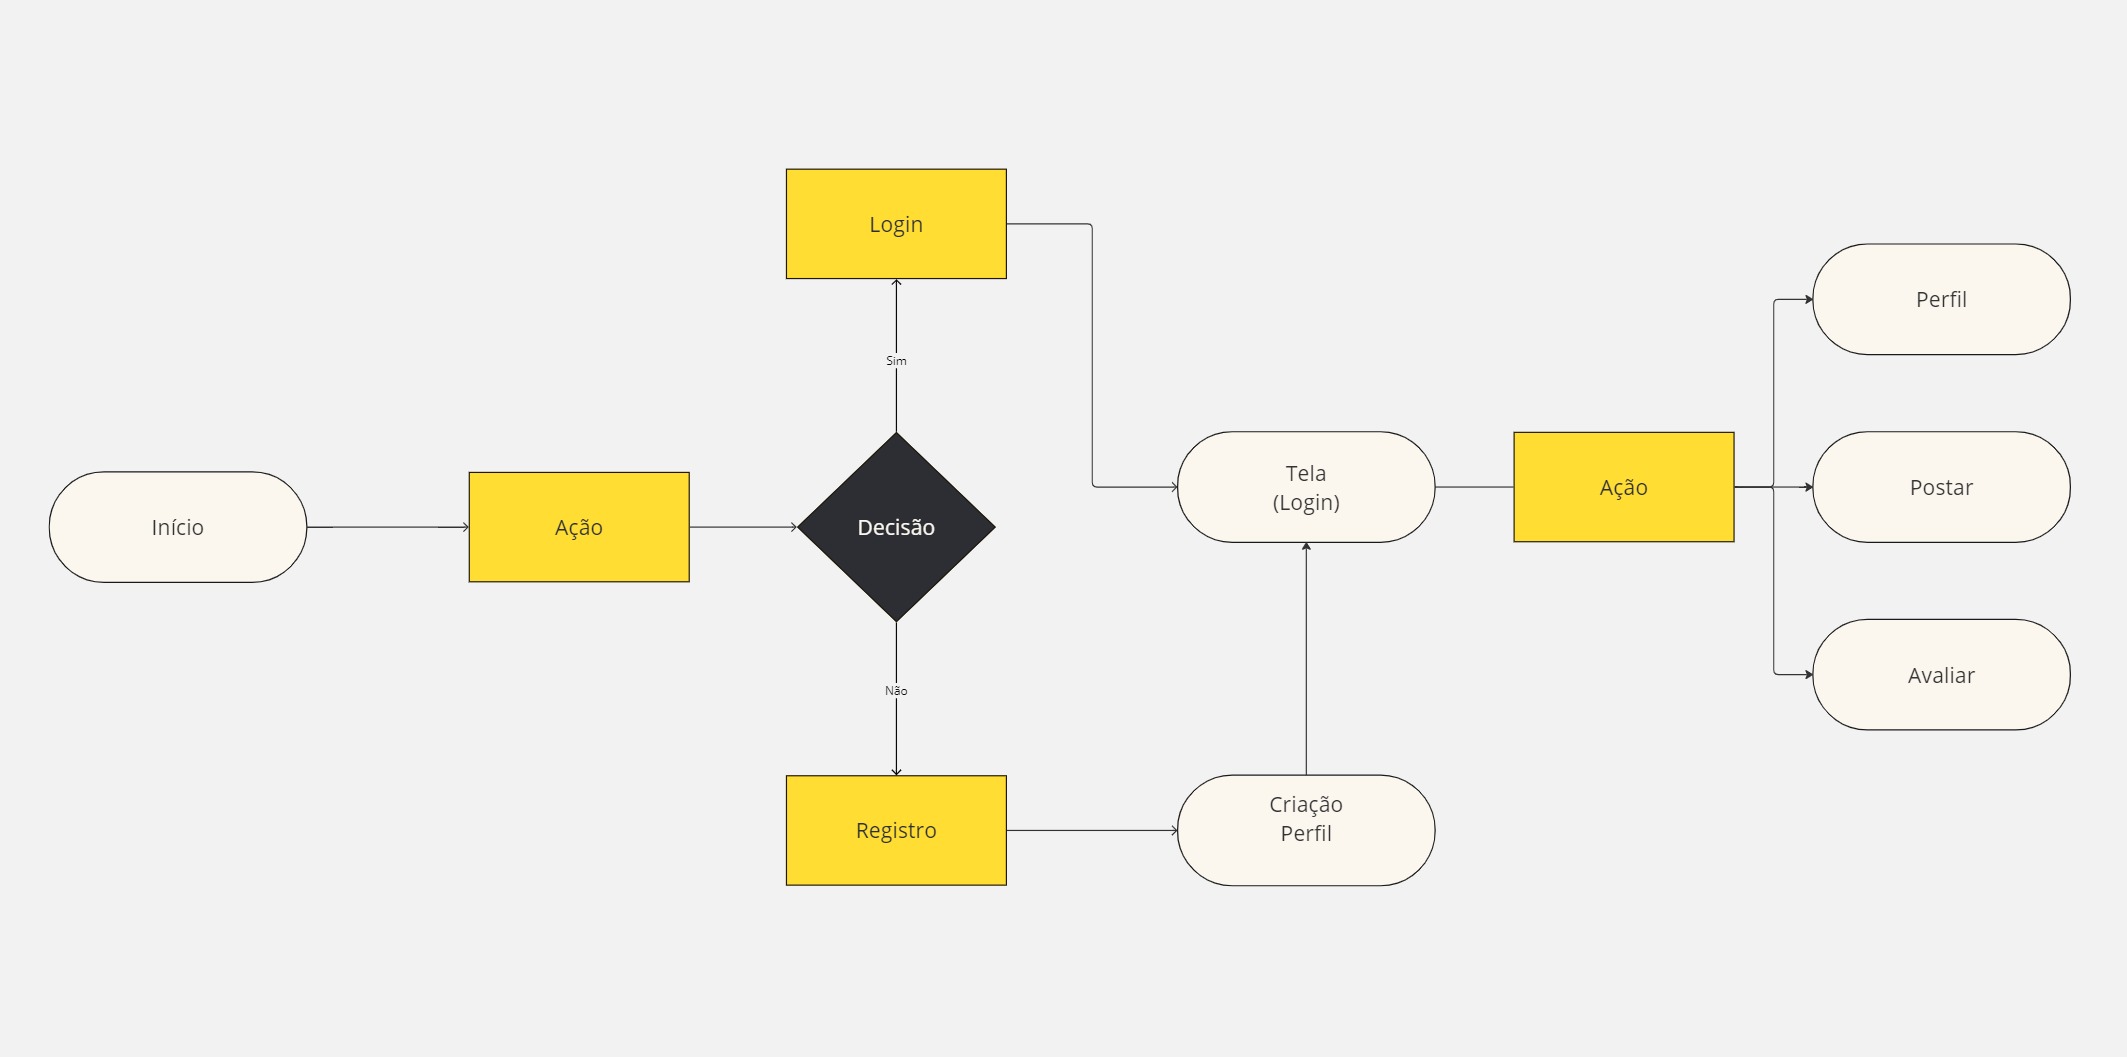 Login
Sim
Início
Ação
Decisão
Não
Registro
Criação
Perfil
Tela
(Login)
Ação
Perfil
Postar
Avaliar